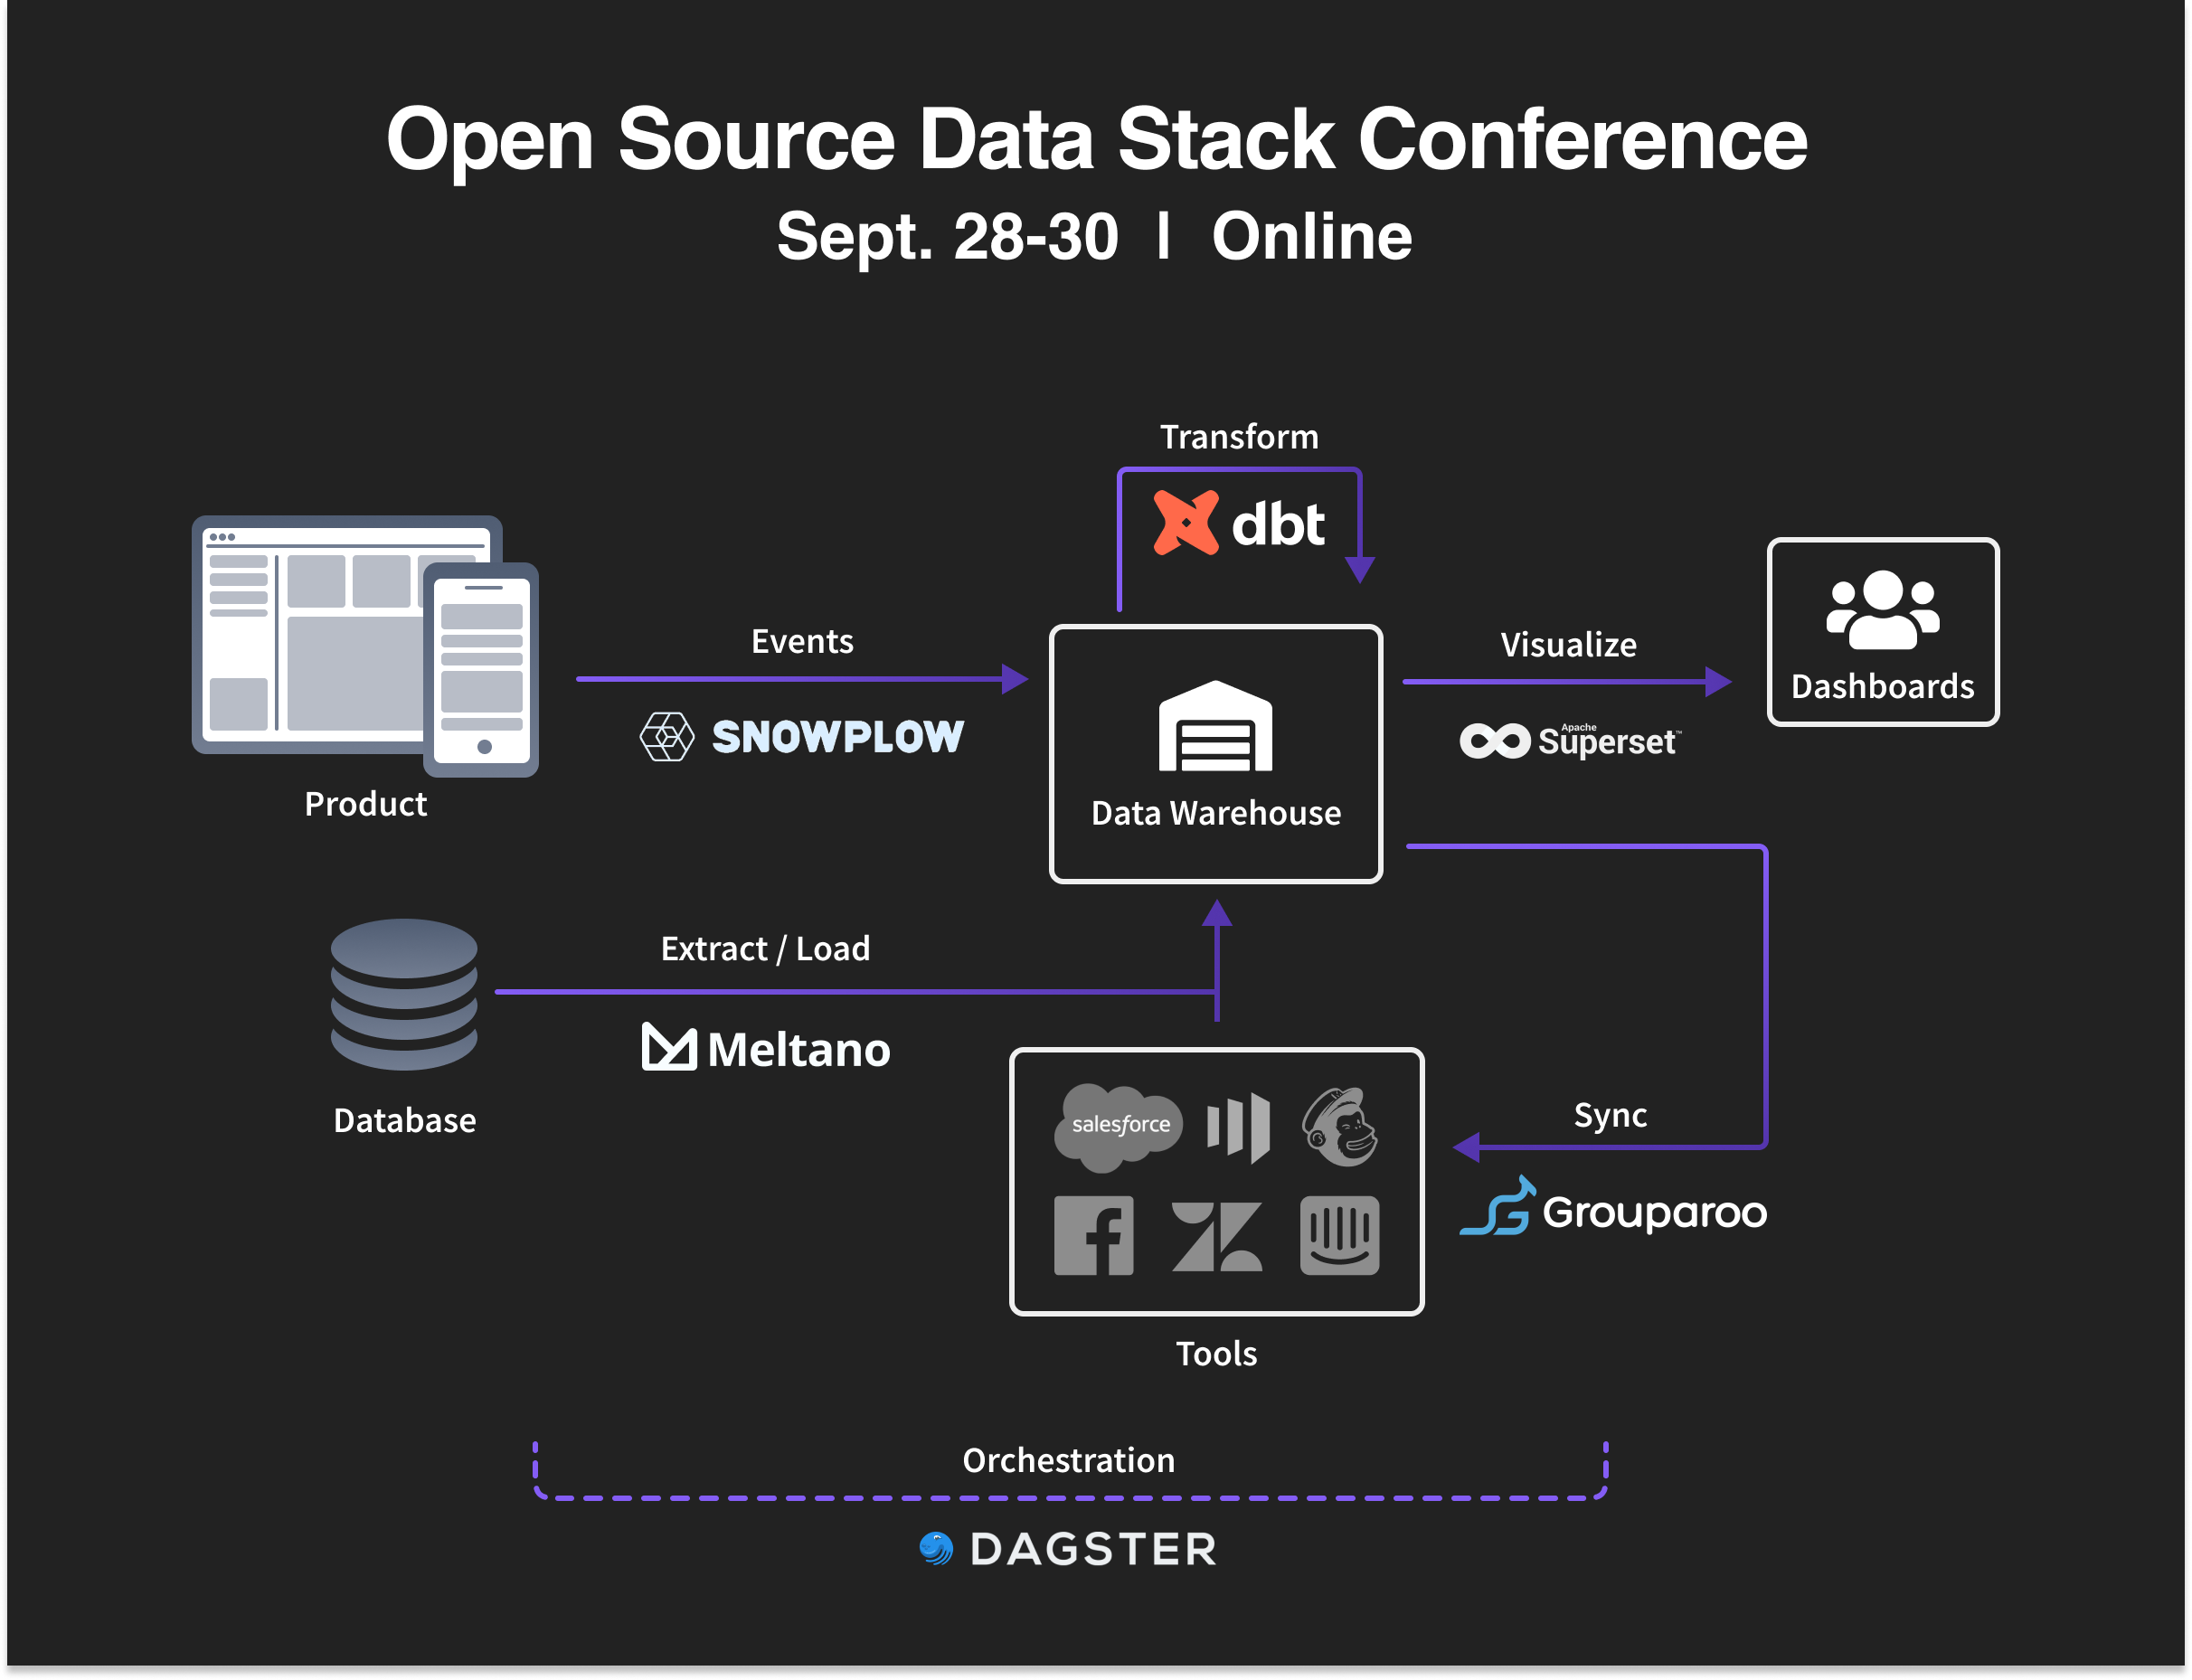 Open Source Data Stack Conference
Sept. 28-30 | Online
Transform
dbt
Events
SNOWPLOW
Product
Data Warehouse
Visualize
Apache
Superset™
Dashboards
Extract / Load
Meltano
Database
salesforce
Tools
Sync
Grouparoo
Orchestration
DAGSTER